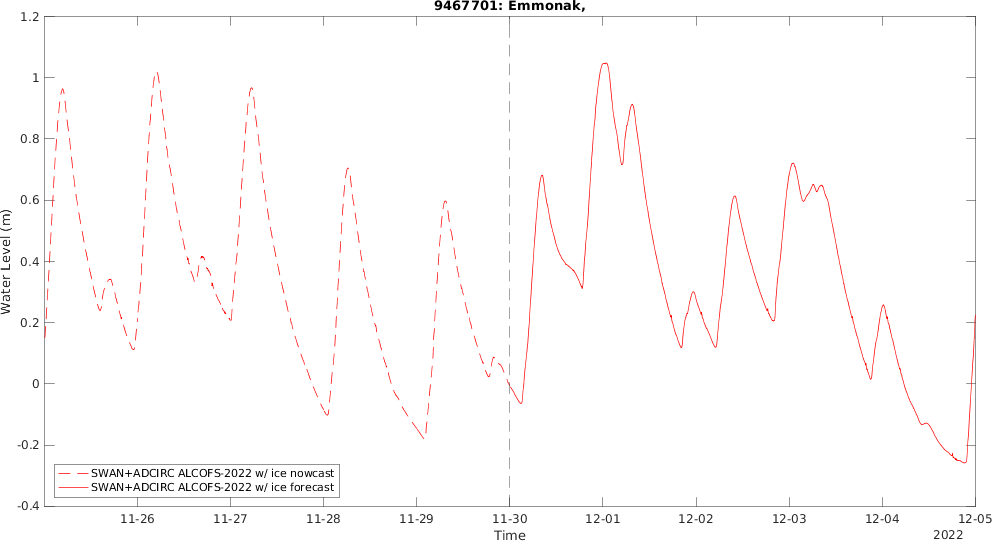 9467701: Emmonak,
Water Level (m)
1.2
1
0.8
0.6
0.4
0.2
0
-0.2
-0.4
SWAN+ADCIRC ALCOFS-2022 w/ ice nowcast
SWAN+ADCIRC ALCOFS-2022 w/ ice forecast
11-26 11-27 11-28 11-29 11-30 12-01 12-02 12-03 12-04 12-05
Time
2022